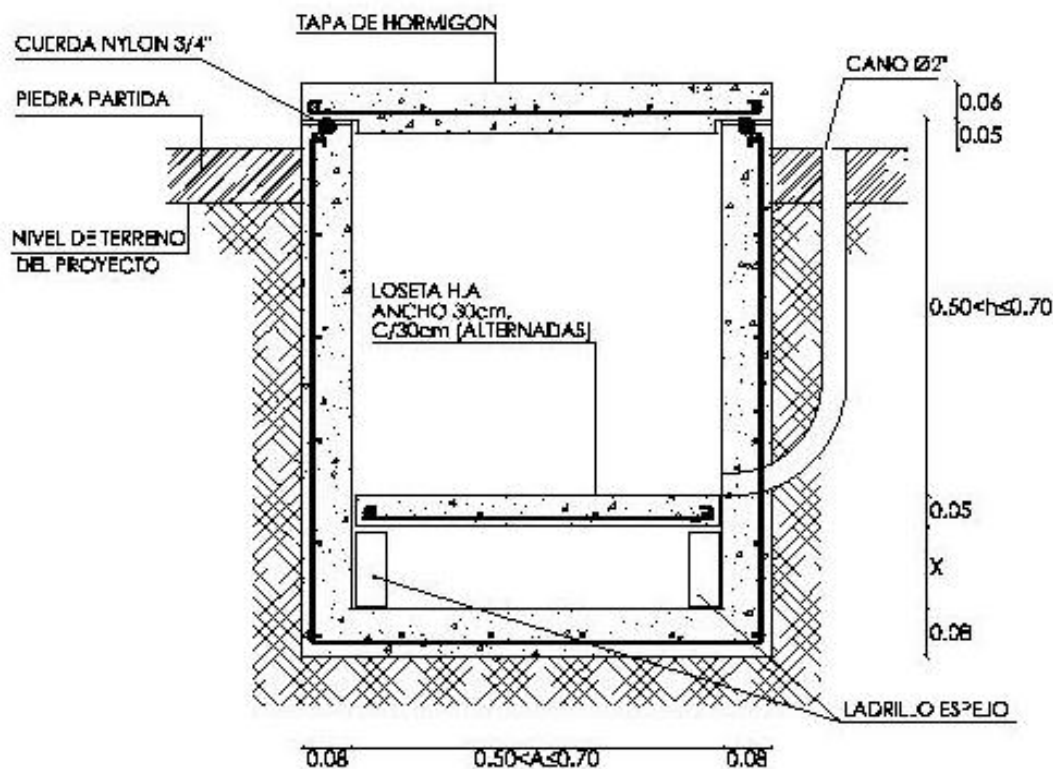 TAPA DE HORMIGON
CUERDA NYLON 3/4"
CANO Ø2"
PIEDRA PARTIDA
0.06
0.05
NIVEL DE TERRENO
DEL PROYECTO
LOSETA H.A
ANCHO 30cm,
C/30cm (ALTERNADAS)
0.50<h≤0.70
0.05
X
0.08
LADRILLO ESPEJO
0.08
0.50<A≤0.70
0.08